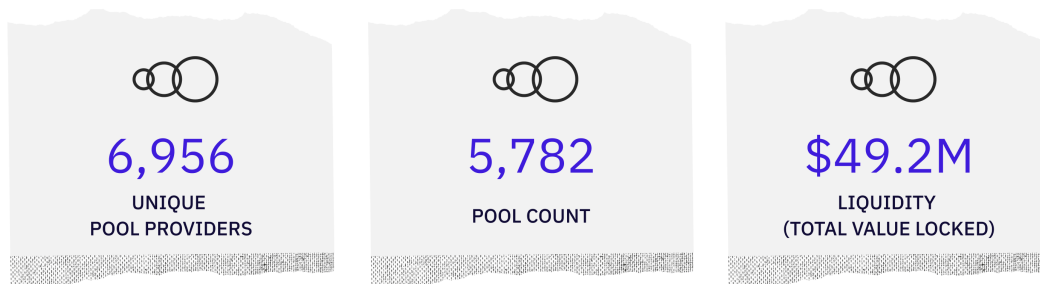 6,956
UNIQUE
POOL PROVIDERS
5,782
POOL COUNT
$49.2M
LIQUIDITY
(TOTAL VALUE LOCKED)